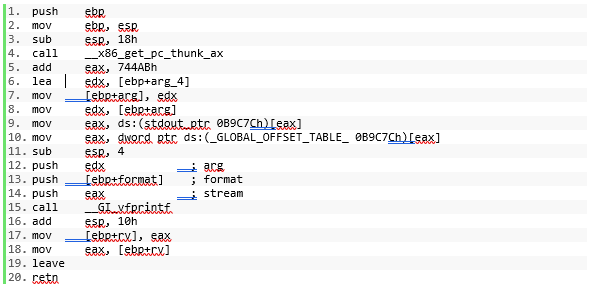 1. push ebp
2. mov ebp, esp
3. sub esp, 18h
4. call __x86_get_pc_thunk_ax
5. add eax, 744ABh
6. lea edx, [ebp+arg_4]
7. mov [ebp+arg], edx
8. mov edx, [ebp+arg]
9. mov eax, ds:(stdout_ptr 0B9C7Ch)[eax]
10. mov eax, dword ptr ds:(_GLOBAL_OFFSET_TABLE_ 0B9C7Ch)[eax]
11. sub esp, 4
12. push edx ; arg
13. push [ebp+format] ; format
14. push eax ; stream
15. call __GI_vfprintf
16. add esp, 10h
17. mov [ebp+rv], eax
18. mov eax, [ebp+rv]
19. leave
20. retn